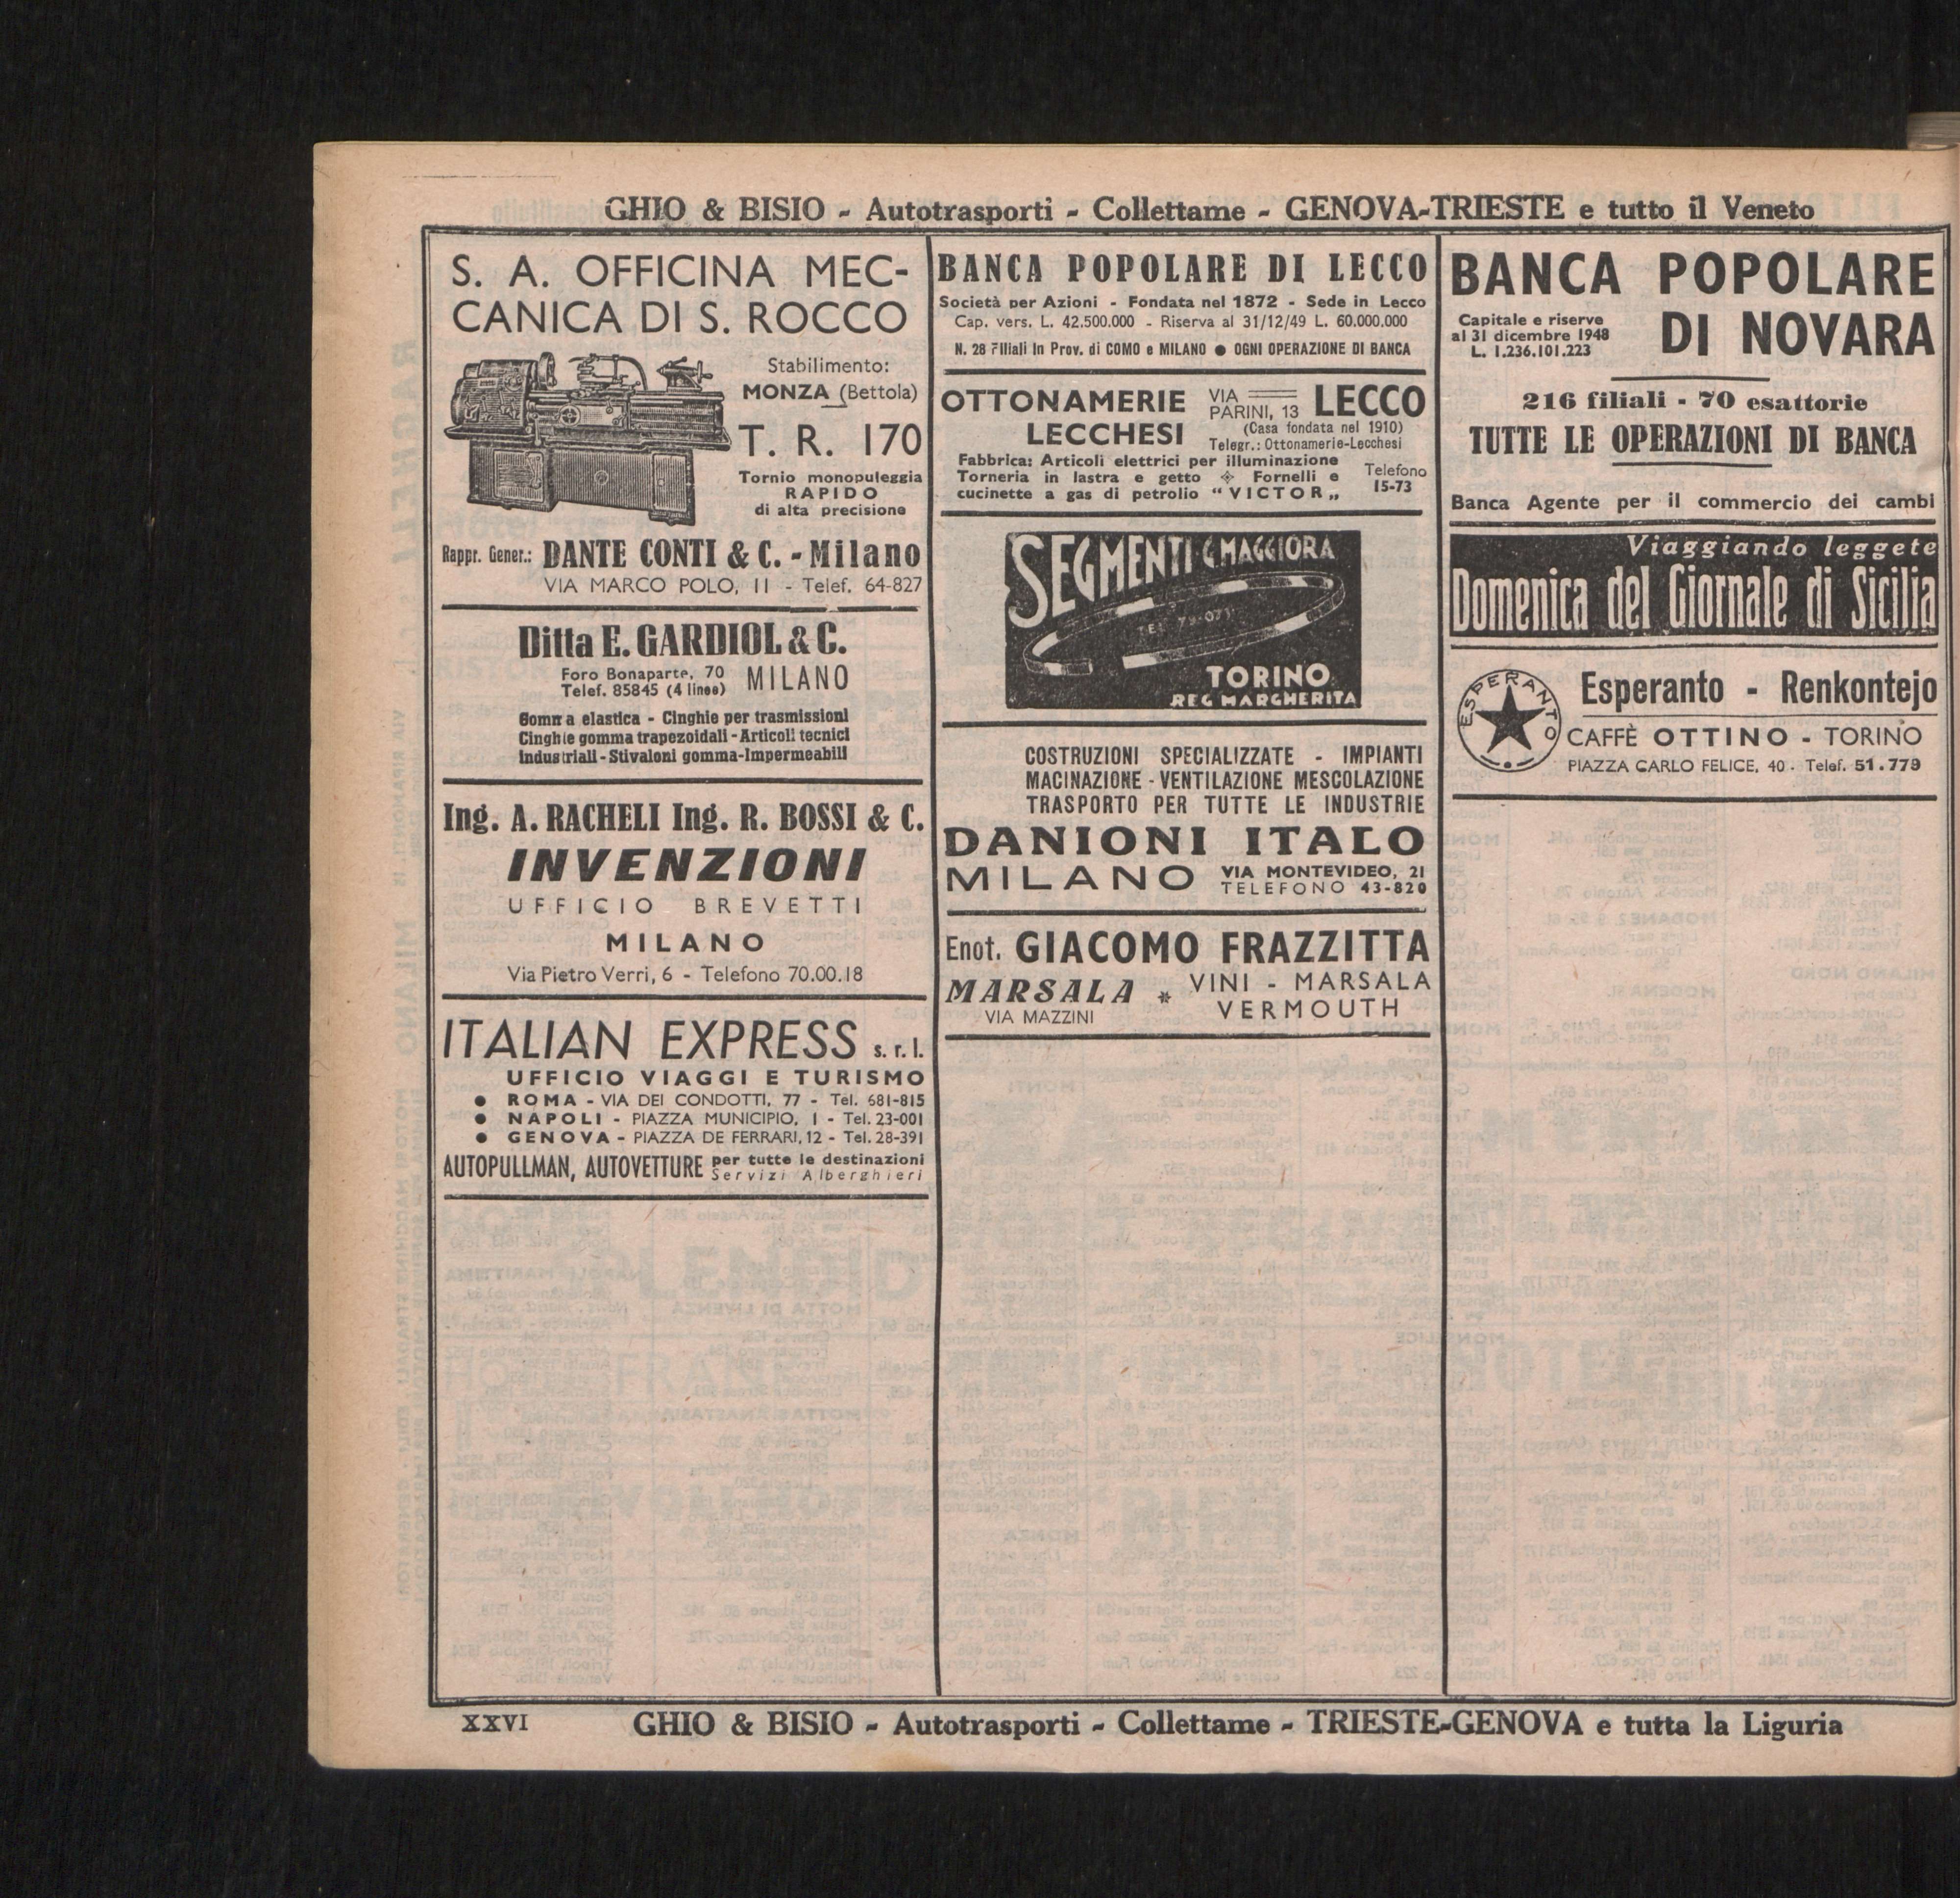 GHIO & BISIO - Autotrasporti - Collettame - GENOVA-TRIESTE e tutto il Veneto
S. A. OFFICINA MEC-
CANICA DI S. ROCCO
Stabilimento:
MONZA (Bettola)
T. R. 170
Tornio monopuleggia
RAPIDO
di alta precisione
Rappr. Gener.: DANTE CONTI & C. - Milano
VIA MARCO POLO, 11 - Telef. 64-827
Ditta E. GARDIOL & C.
Foro Bonaparte, 70
Telef. 85845 (4 linee) MILANO
Gomma elastica - Cinghie per trasmissioni
Cinghie gomma trapezoidali - Articoli tecnici
Industriali - Stivaloni gomma-Impermeabili
Ing. A. RACHELI Ing. R. BOSSI & C.
INVENZIONI
UFFICIO BREVETTI
MILANO
Via Pietro Verri, 6 - Telefono 70.00.18
ITALIAN EXPRESS s. r. l.
UFFICIO VIAGGI E TURISMO
● ROMA - VIA DEI CONDOTTI, 77 - Tel. 681-815
● NAPOLI - PIAZZA MUNICIPIO, 1 - Tel. 23-001
● GENOVA - PIAZZA DE FERRARI, 12 - Tel. 28-391
AUTOPULLMAN, AUTOVETTURE per tutte le destinazioni
Servizi Alberghieri
BANCA POPOLARE DI LECCO
Società per Azioni - Fondata nel 1872 - Sede in Lecco
Cap. vers. L. 42.500.000 - Riserva al 31/12/49 L. 60.000.000
N. 28 Filiali in Prov. di COMO e MILANO ● OGNI OPERAZIONE DI BANCA
OTTONAMERIE
LECCHESI
VIA
PARINI, 13 LECCO
(Casa fondata nel 1910)
Telegr.: Ottonamerie-Lecchesi
Fabbrica: Articoli elettrici per illuminazione
Torneria in lastra e getto ❖ Fornelli e
cucinette a gas di petrolio "VICTOR„
Telefono
15-73
SEGMENTI G. MAGGIORA
TEL. 79-071
TORINO
REG MARGHERITA
COSTRUZIONI SPECIALIZZATE - IMPIANTI
MACINAZIONE - VENTILAZIONE MESCOLAZIONE
TRASPORTO PER TUTTE LE INDUSTRIE
DANIONI ITALO
MILANO VIA MONTEVIDEO, 21
TELEFONO 43-820
Enot. GIACOMO FRAZZITTA
MARSALA * VINI - MARSALA
VIA MAZZINI VERMOUTH
BANCA POPOLARE
DI NOVARA
Capitale e riserve
al 31 dicembre 1948
L. 1.236.101.223
216 filiali - 70 esattorie
TUTTE LE OPERAZIONI DI BANCA
Banca Agente per il commercio dei cambi
Viaggiando leggete
Domenica del Giornale di Sicilia
ESPERANTO
Esperanto - Renkontejo
CAFFÈ OTTINO - TORINO
PIAZZA CARLO FELICE, 40 - Telef. 51.779
XXVI
GHIO & BISIO - Autotrasporti - Collettame - TRIESTE-GENOVA e tutta la Liguria